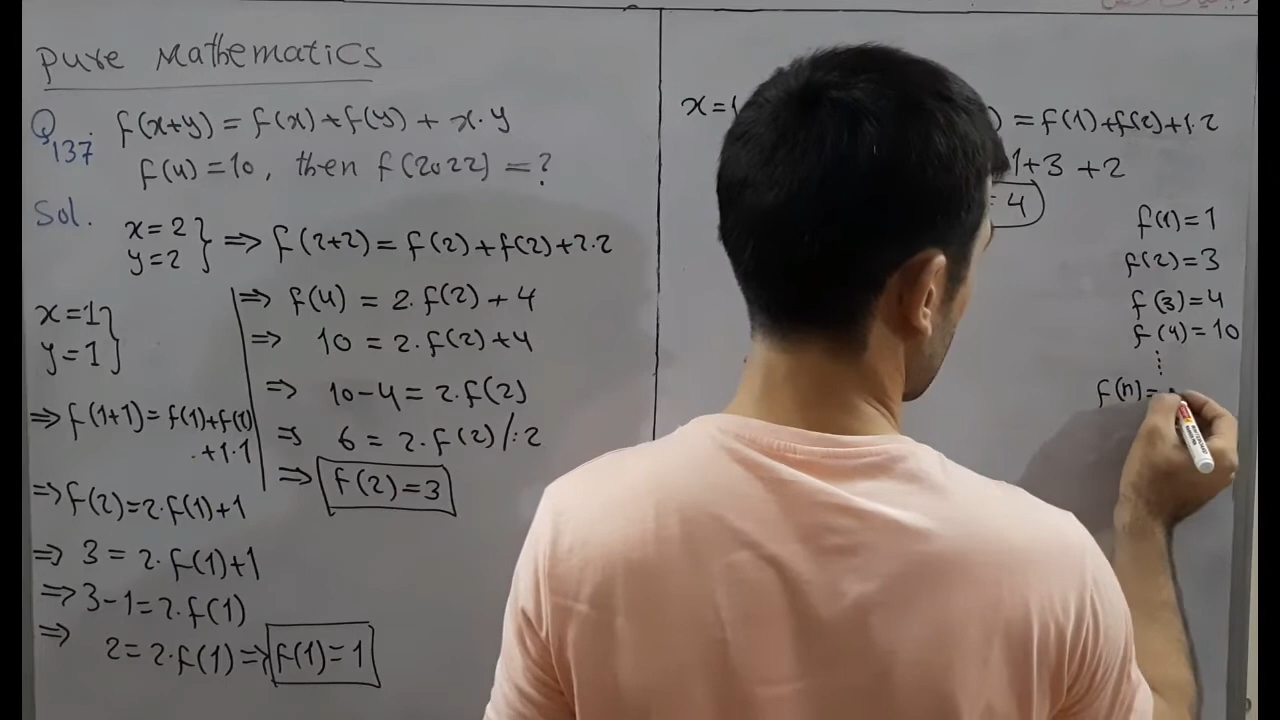 Pure Mathematics
Q 137. f(x+y) = f(x)+f(y) + x.y
f(4) = 10, then f(2022) = ?
Sol.
x=2
y=2 } => f(2+2) = f(2)+f(2)+2.2
=> f(4) = 2.f(2) + 4
=> 10 = 2.f(2)+4
=> 10-4 = 2.f(2)
=> 6 = 2.f(2) /:2
=> f(2)=3
x=1
y=1 }
=> f(1+1) = f(1)+f(1)
+1.1
=> f(2)=2.f(1)+1
=> 3 = 2.f(1)+1
=> 3-1=2.f(1)
=> 2=2.f(1) => f(1)=1
x=1
) = f(1)+f(2)+1.2
1+3 +2
= 4
f(1)=1
f(2)=3
f(3)=4
f(4)=10
f(n)=